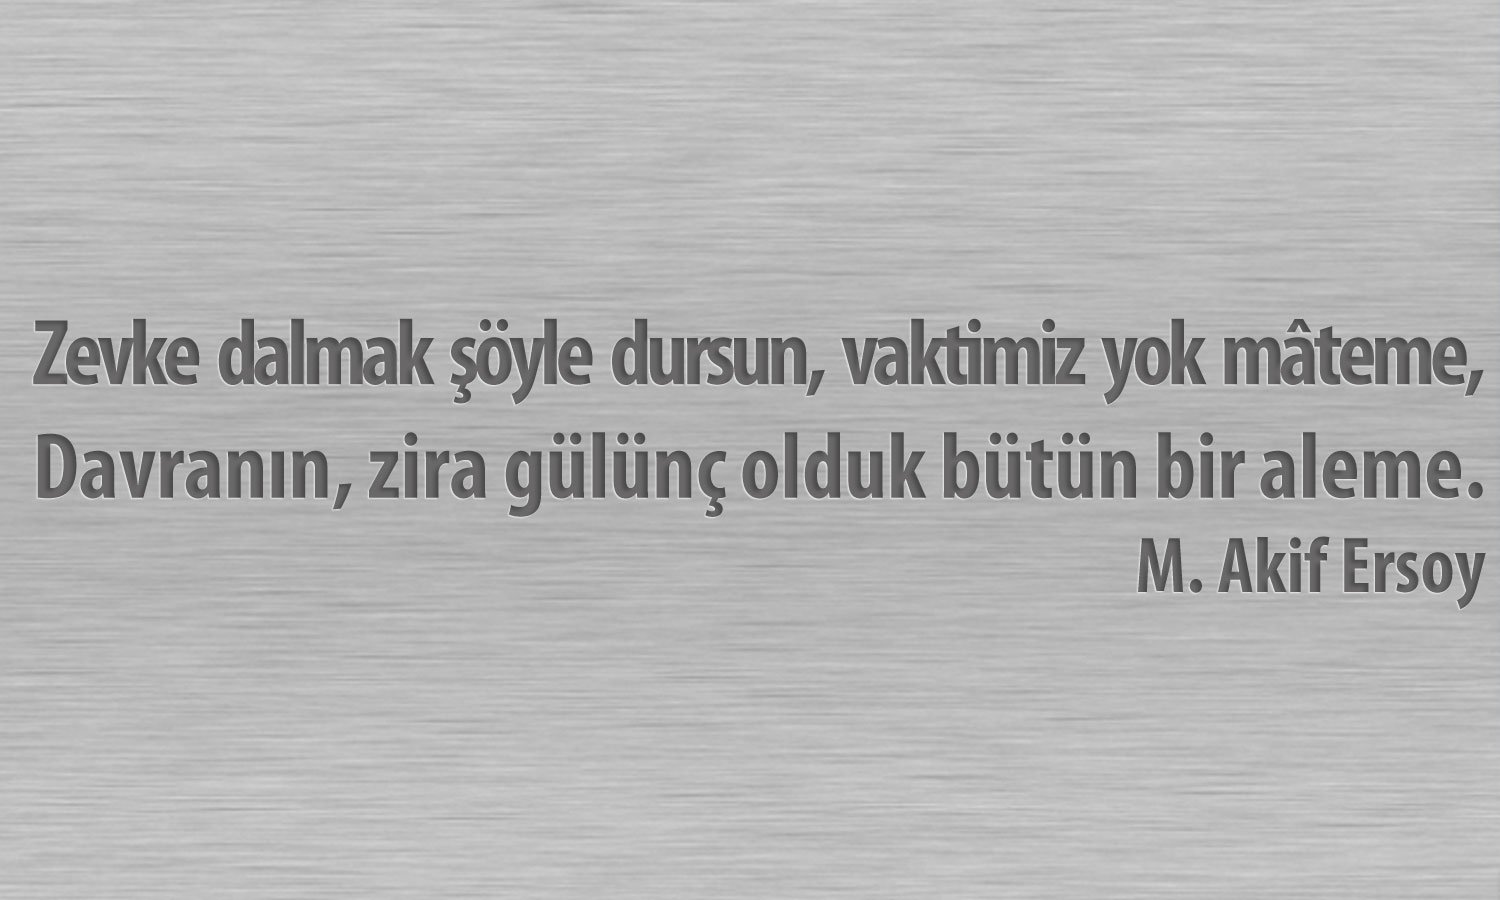 Zevke dalmak şöyle dursun, vaktimiz yok mâteme,
Davranın, zira gülünç olduk bütün bir aleme.
M. Akif Ersoy